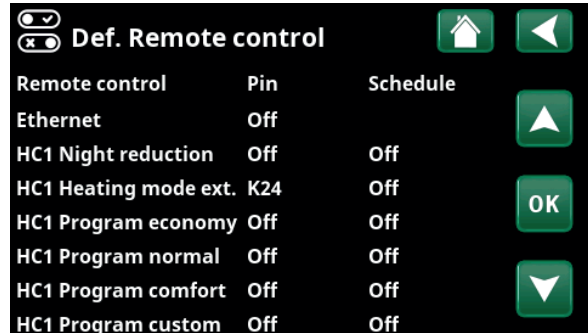 Def. Remote control
Remote control Pin Schedule
Ethernet Off
HC1 Night reduction Off Off
HC1 Heating mode ext. K24 Off
OK
HC1 Program economy Off Off
HC1 Program normal Off Off
HC1 Program comfort Off Off
HC1 Program custom Off Off